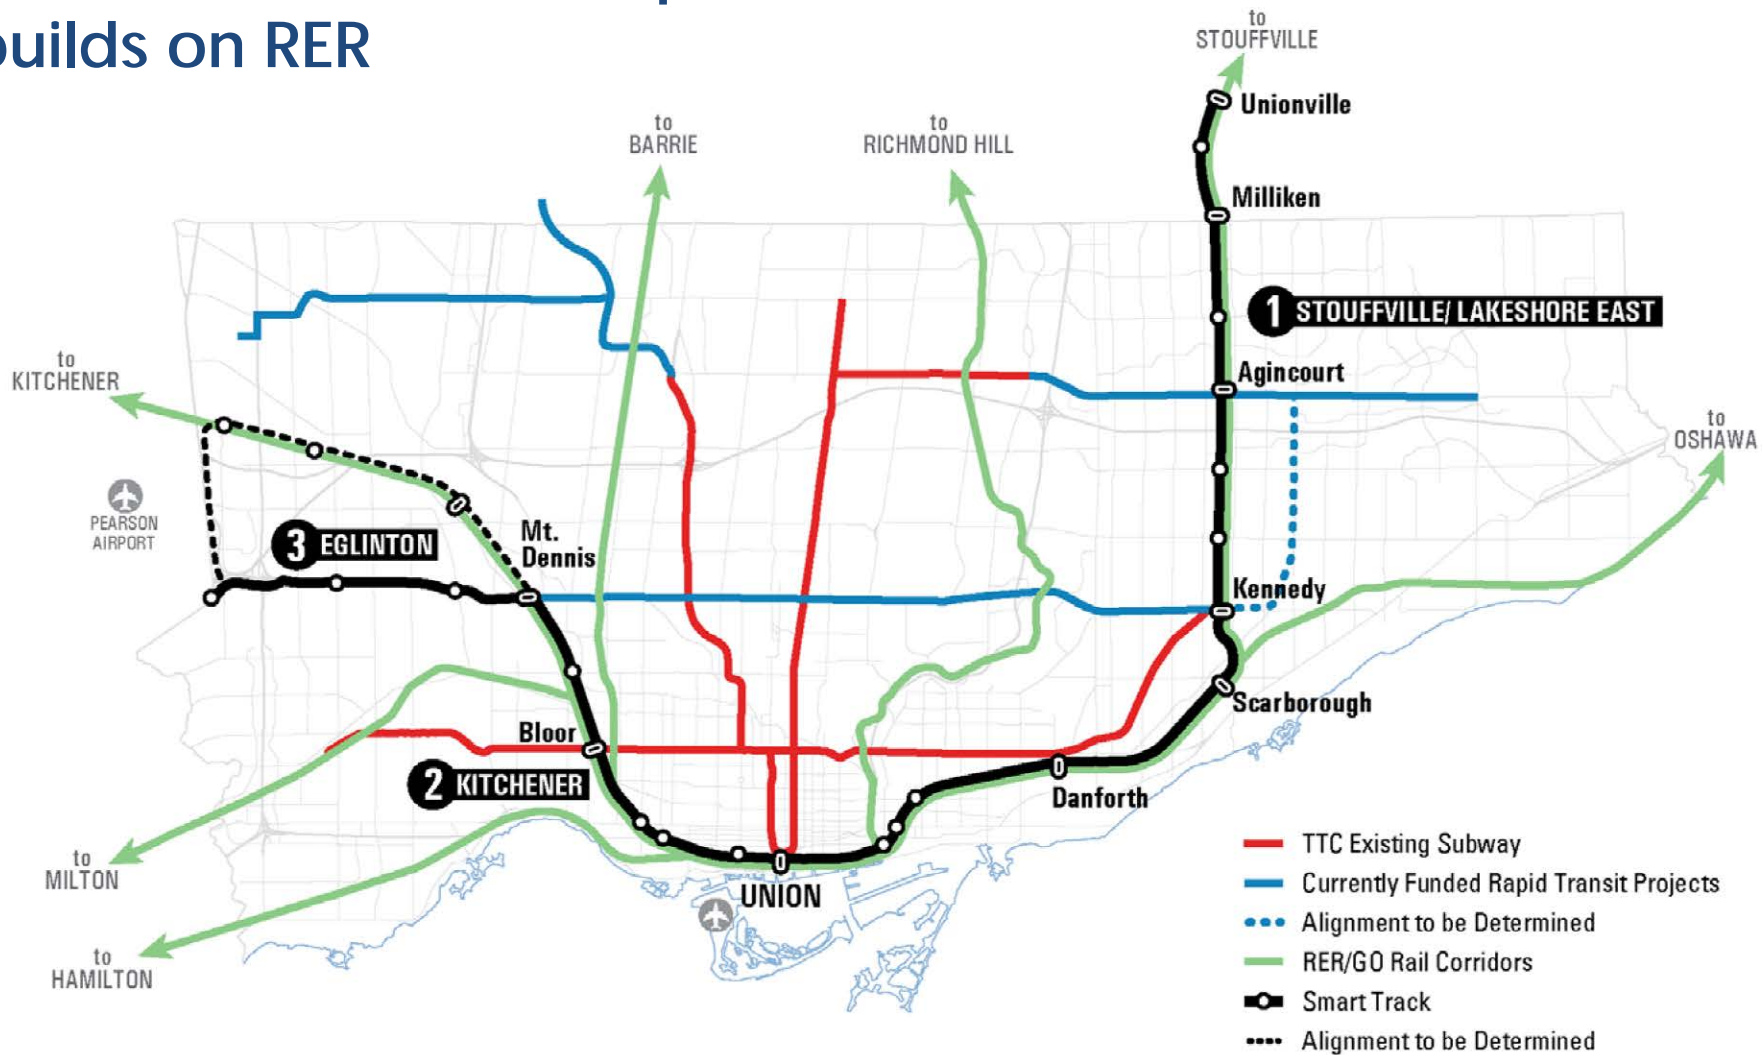 builds on RER
to
STOUFFVILLE
Unionville
to
BARRIE
to
RICHMOND HILL
Milliken
1 STOUFFVILLE/ LAKESHORE EAST
to
KITCHENER
Agincourt
to
OSHAWA
PEARSON
AIRPORT
3 EGLINTON
Mt.
Dennis
Kennedy
Scarborough
Bloor
2 KITCHENER
Danforth
to
MILTON
UNION
to
HAMILTON
TTC Existing Subway
Currently Funded Rapid Transit Projects
Alignment to be Determined
RER/GO Rail Corridors
Smart Track
Alignment to be Determined